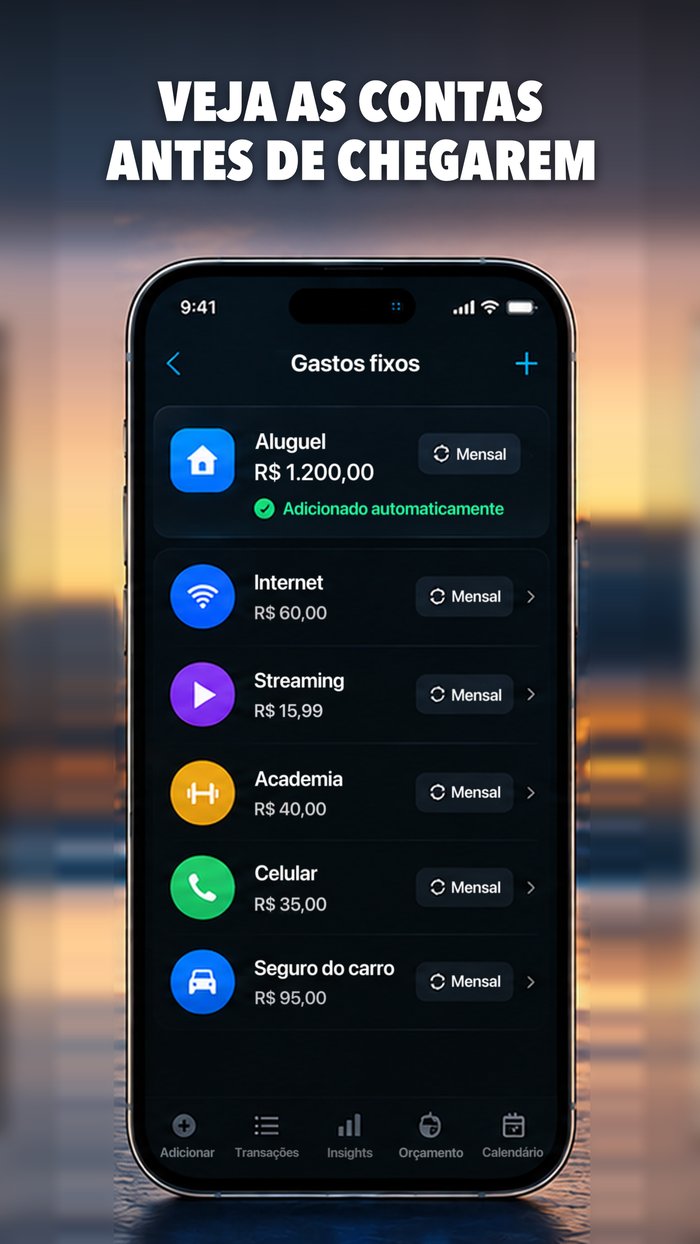 VEJA AS CONTAS
ANTES DE CHEGAREM
9:41
Gastos fixos
Aluguel
R$ 1.200,00
Mensal
Adicionado automaticamente
Internet
R$ 60,00
Mensal
Streaming
R$ 15,99
Mensal
Academia
R$ 40,00
Mensal
Celular
R$ 35,00
Mensal
Seguro do carro
R$ 95,00
Mensal
Adicionar
Transações
Insights
Orçamento
Calendário